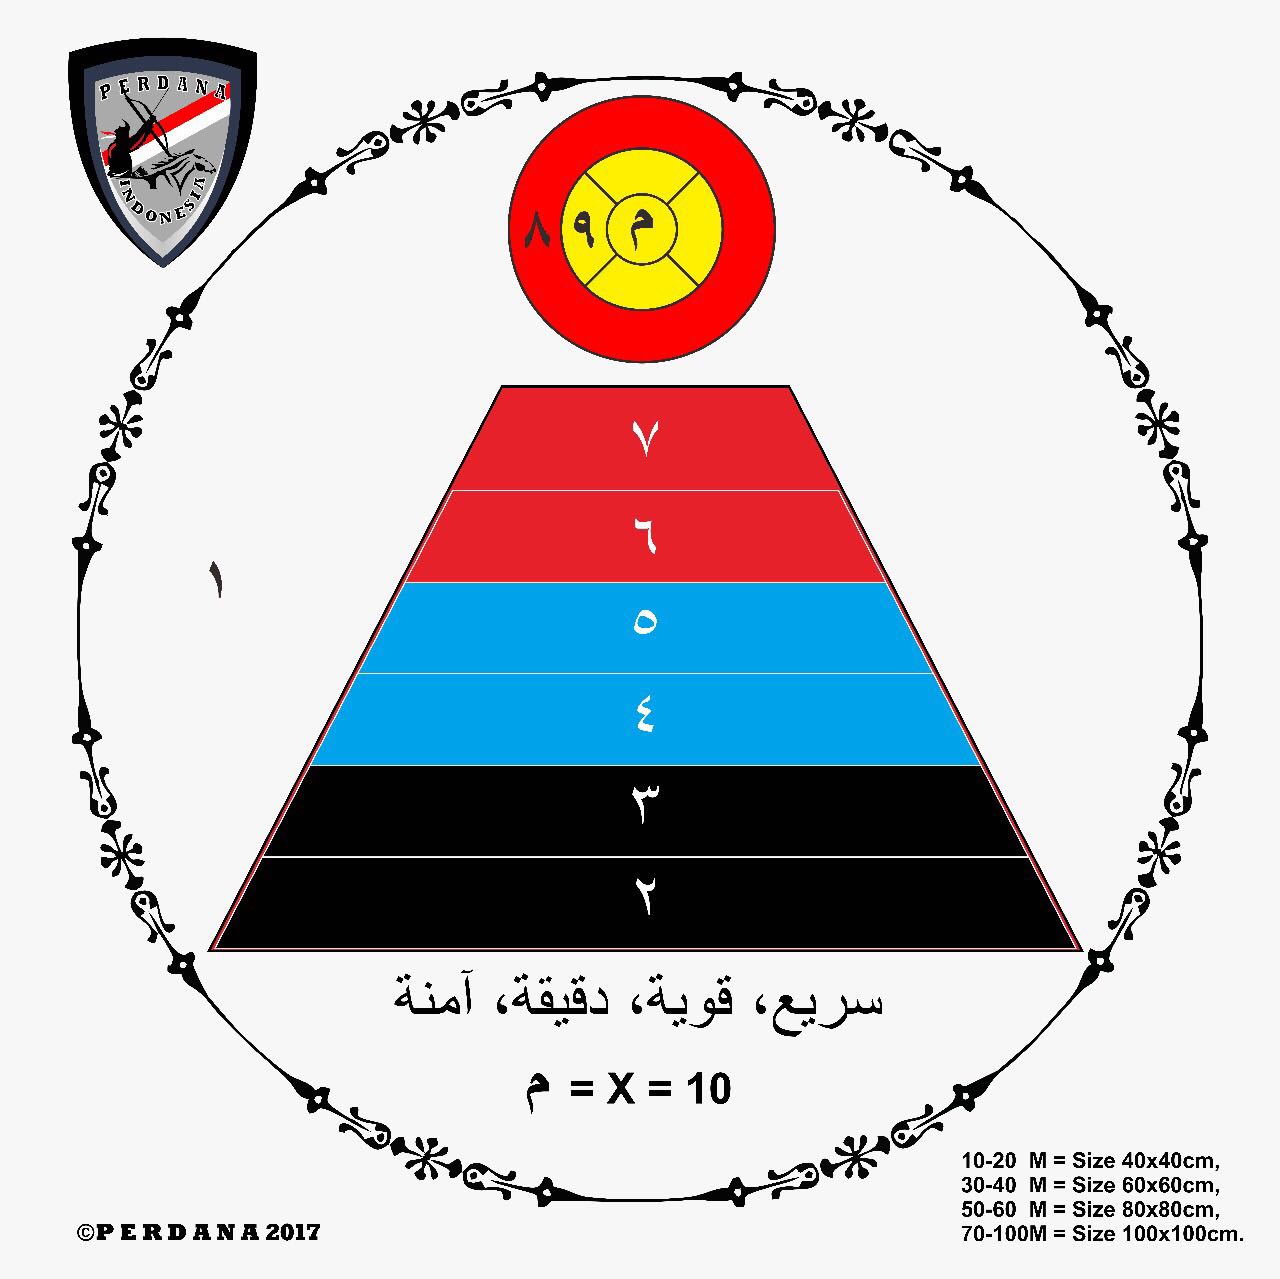 PERDANA
INDONESIA
٨ ٩ م
٧
٦
٥
١
٤
٣
٢
سريع، قوية، دقيقة، آمنة
م = X = 10
10-20 M = Size 40x40cm,
30-40 M = Size 60x60cm,
50-60 M = Size 80x80cm,
70-100M = Size 100x100cm.
©PERDANA 2017